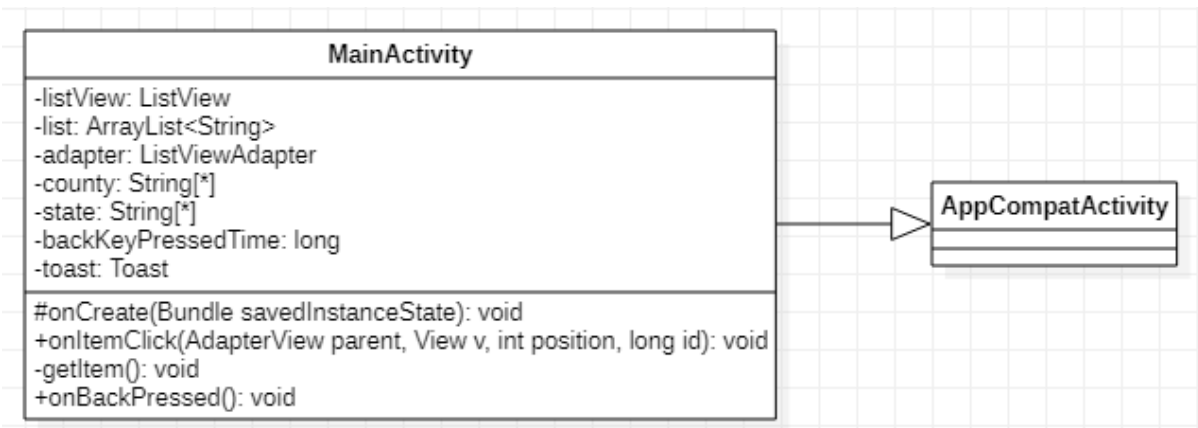 MainActivity
-listView: ListView
-list: ArrayList<String>
-adapter: ListViewAdapter
-county: String[*]
-state: String[*]
-backKeyPressedTime: long
-toast: Toast
#onCreate(Bundle savedInstanceState): void
+onItemClick(AdapterView parent, View v, int position, long id): void
-getItem(): void
+onBackPressed(): void
AppCompatActivity